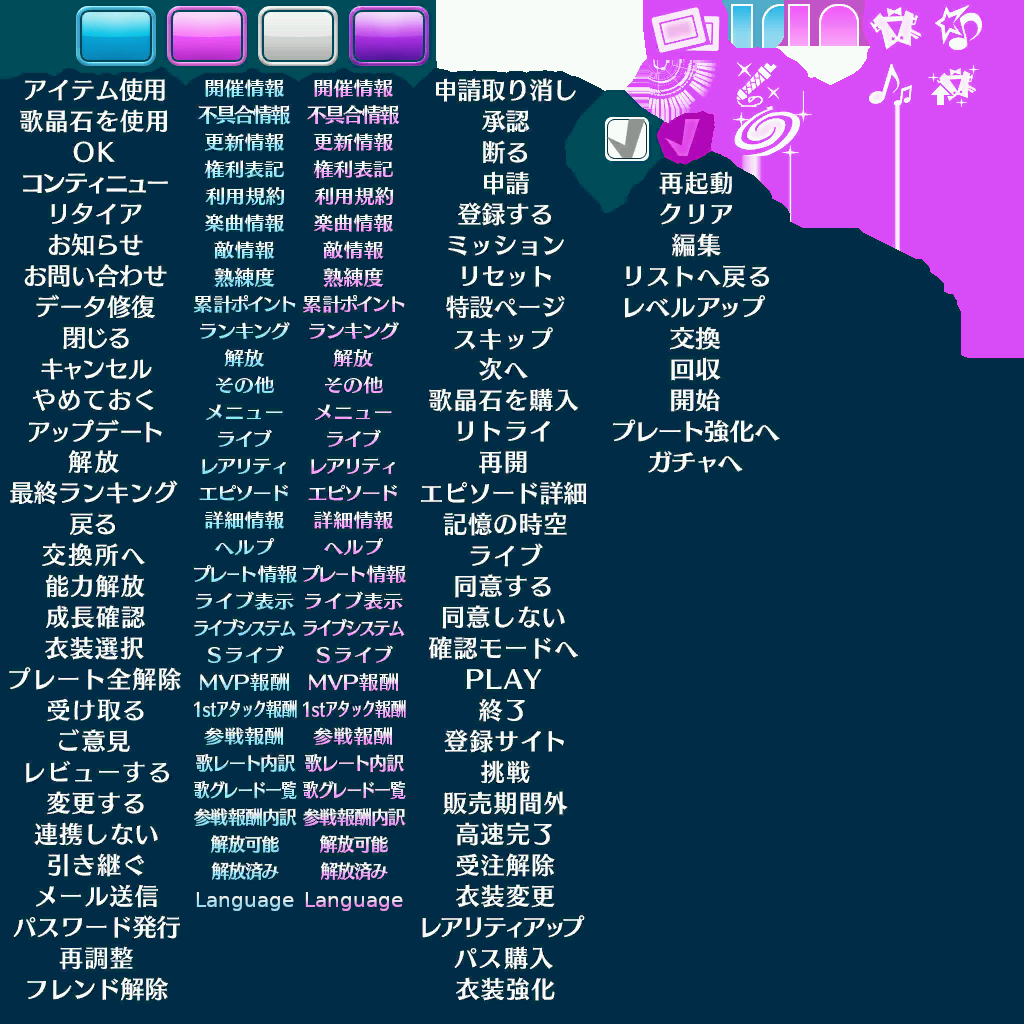 アイテム使用
歌晶石を使用
OK
コンティニュー
リタイア
お知らせ
お問い合わせ
データ修復
閉じる
キャンセル
やめておく
アップデート
解放
最終ランキング
戻る
交換所へ
能力解放
成長確認
衣装選択
プレート全解除
受け取る
ご意見
レビューする
変更する
連携しない
引き継ぐ
メール送信
パスワード発行
再調整
フレンド解除
開催情報
不具合情報
更新情報
権利表記
利用規約
楽曲情報
敵情報
熟練度
累計ポイント
ランキング
解放
その他
メニュー
ライブ
レアリティ
エピソード
詳細情報
ヘルプ
プレート情報
ライブ表示
ライブシステム
Sライブ
MVP報酬
1stアタック報酬
参戦報酬
歌レート内訳
歌グレード一覧
参戦報酬内訳
解放可能
解放済み
Language
開催情報
不具合情報
更新情報
権利表記
利用規約
楽曲情報
敵情報
熟練度
累計ポイント
ランキング
解放
その他
メニュー
ライブ
レアリティ
エピソード
詳細情報
ヘルプ
プレート情報
ライブ表示
ライブシステム
Sライブ
MVP報酬
1stアタック報酬
参戦報酬
歌レート内訳
歌グレード一覧
参戦報酬内訳
解放可能
解放済み
Language
申請取り消し
承認
断る
申請
登録する
ミッション
リセット
特設ページ
スキップ
次へ
歌晶石を購入
リトライ
再開
エピソード詳細
記憶の時空
ライブ
同意する
同意しない
確認モードへ
PLAY
終了
登録サイト
挑戦
販売期間外
高速完了
受注解除
衣装変更
レアリティアップ
パス購入
衣装強化
再起動
クリア
編集
リストへ戻る
レベルアップ
交換
回収
開始
プレート強化へ
ガチャへ